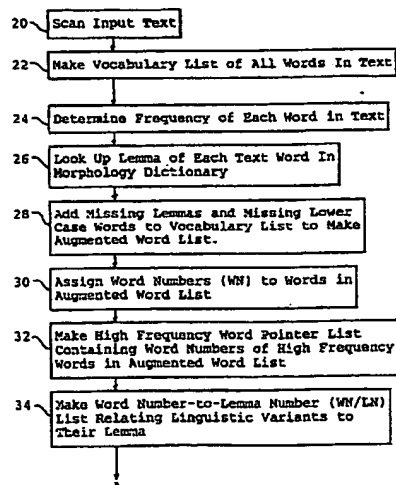 20 Scan Input Text
22 Make Vocabulary List of All Words In Text
24 Determine Frequency of Each Word in Text
26 Look Up Lemma of Each Text Word In
Morphology Dictionary
28 Add Missing Lemmas and Missing Lower
Case Words to Vocabulary List to Make
Augmented Word List.
30 Assign Word Numbers (WN) to Words in
Augmented Word List
32 Make High Frequency Word Pointer List
Containing Word Numbers of High Frequency
Words in Augmented Word List
34 Make Word Number-to-Lemma Number (WN/LN)
List Relating Linguistic Variants to
Their Lemma